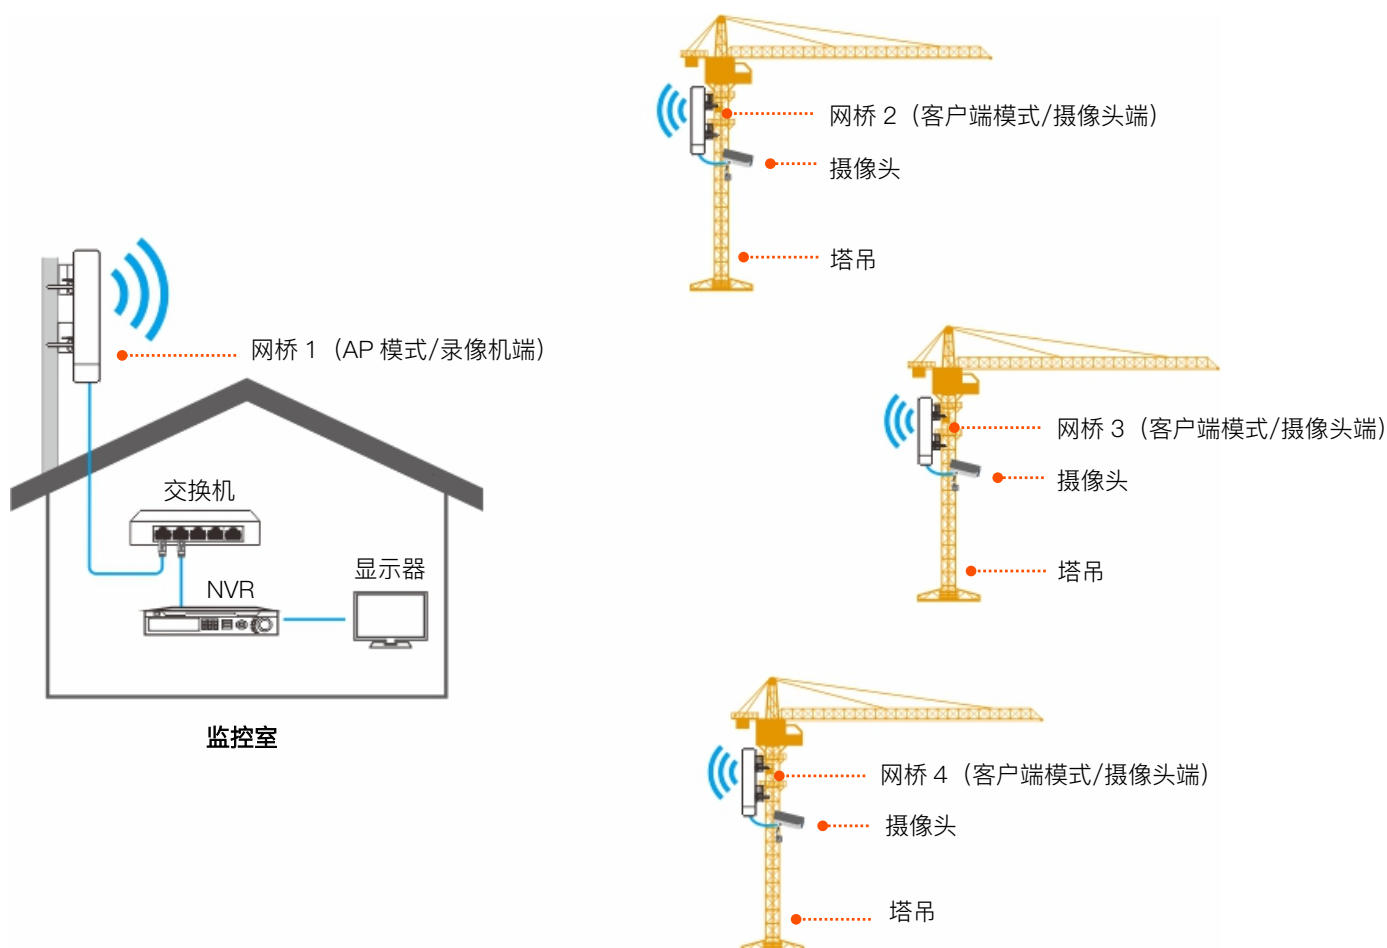 网桥 2（客户端模式/摄像头端）
摄像头
塔吊
网桥 1（AP 模式/录像机端）
网桥 3（客户端模式/摄像头端）
摄像头
塔吊
交换机
显示器
NVR
监控室
网桥 4（客户端模式/摄像头端）
摄像头
塔吊